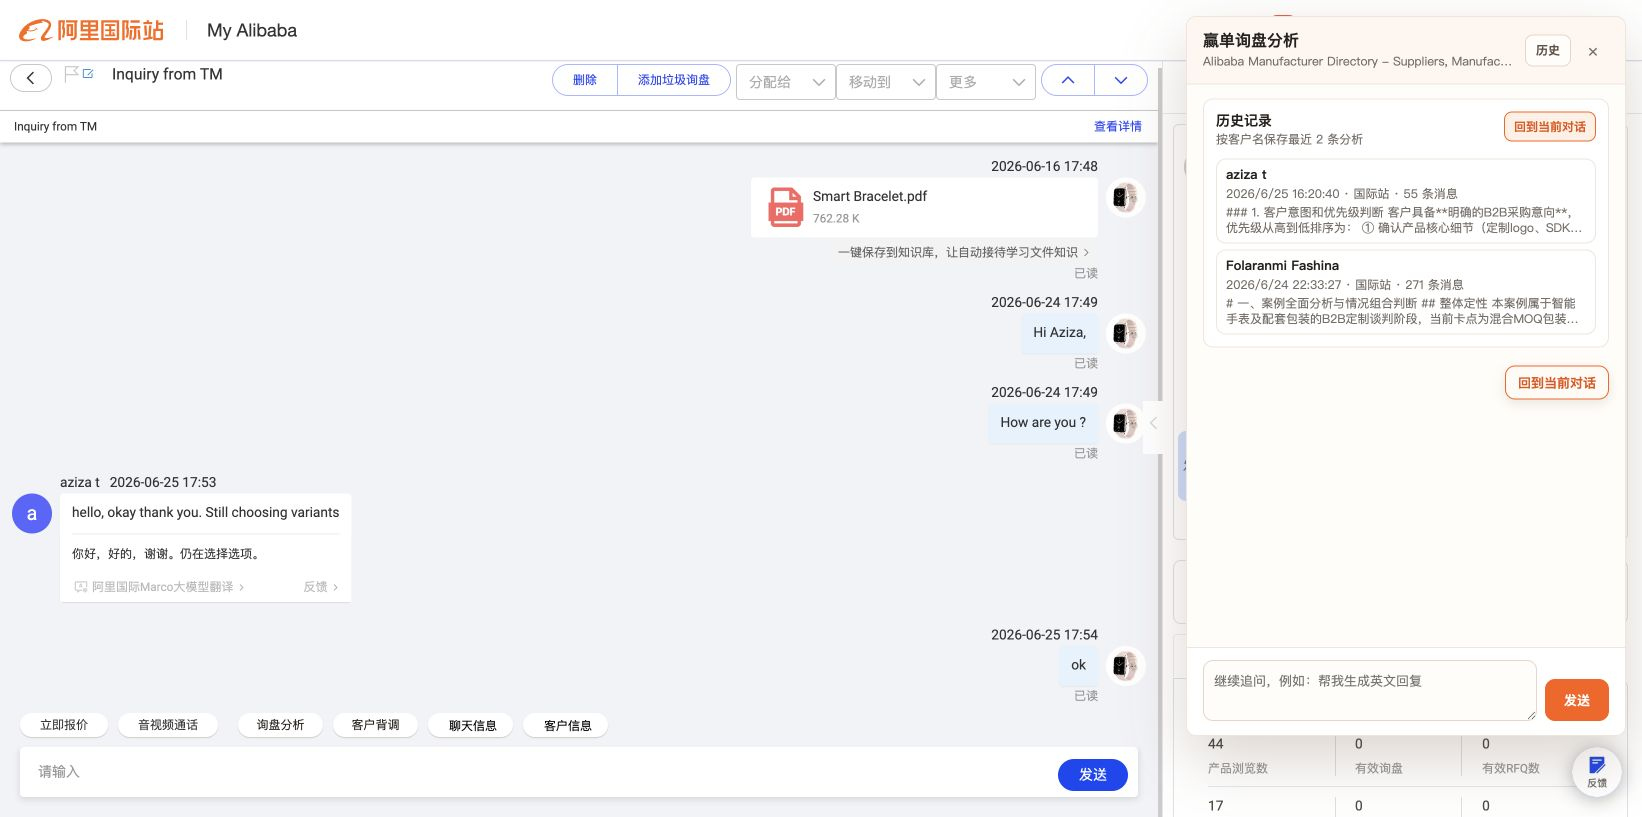 阿里国际站
My Alibaba
Inquiry from TM
删除
添加垃圾询盘
分配给
移动到
更多
Inquiry from TM
查看详情
2026-06-16 17:48
PDF
Smart Bracelet.pdf
762.28 K
一键保存到知识库，让自动接待学习文件知识 >
已读
2026-06-24 17:49
Hi Aziza,
已读
2026-06-24 17:49
How are you ?
已读
aziza t 2026-06-25 17:53
a
hello, okay thank you. Still choosing variants
你好，好的，谢谢。仍在选择选项。
阿里国际Marco大模型翻译 >
反馈 >
2026-06-25 17:54
ok
已读
立即报价
音视频通话
询盘分析
客户背调
聊天信息
客户信息
请输入
发送
赢单询盘分析
Alibaba Manufacturer Directory – Suppliers, Manufac...
历史
×
历史记录
按客户名保存最近 2 条分析
回到当前对话
aziza t
2026/6/25 16:20:40 · 国际站 · 55 条消息
### 1. 客户意图和优先级判断 客户具备**明确的B2B采购意向**，
优先级从高到低排序为： ① 确认产品核心细节（定制logo、SDK...
Folaranmi Fashina
2026/6/24 22:33:27 · 国际站 · 271 条消息
# 一、案例全面分析与情况组合判断 ## 整体定性 本案例属于智能
手表及配套包装的B2B定制谈判阶段，当前卡点为混合MOQ包装...
回到当前对话
继续追问，例如：帮我生成英文回复
发送
44
0
0
产品浏览数
有效询盘
有效RFQ数
17
0
0
反馈